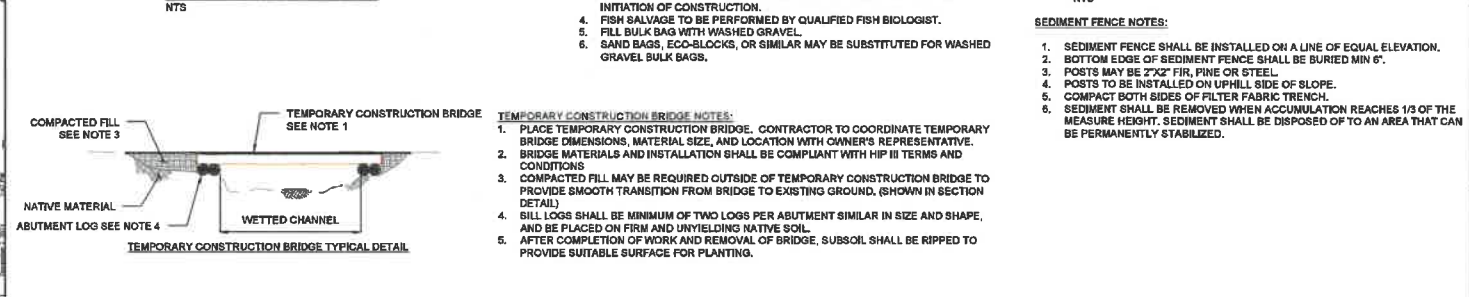 NTS
INITIATION OF CONSTRUCTION.
4. FISH SALVAGE TO BE PERFORMED BY QUALIFIED FISH BIOLOGIST.
5. FILL BULK BAG WITH WASHED GRAVEL.
6. SAND BAGS, ECO-BLOCKS, OR SIMILAR MAY BE SUBSTITUTED FOR WASHED
GRAVEL BULK BAGS.
NTS
SEDIMENT FENCE NOTES:
1. SEDIMENT FENCE SHALL BE INSTALLED ON A LINE OF EQUAL ELEVATION.
2. BOTTOM EDGE OF SEDIMENT FENCE SHALL BE BURIED MIN 6".
3. POSTS MAY BE 2"X2" FIR, PINE OR STEEL.
4. POSTS TO BE INSTALLED ON UPHILL SIDE OF SLOPE.
5. COMPACT BOTH SIDES OF FILTER FABRIC TRENCH.
6. SEDIMENT SHALL BE REMOVED WHEN ACCUMULATION REACHES 1/3 OF THE
MEASURE HEIGHT. SEDIMENT SHALL BE DISPOSED OF TO AN AREA THAT CAN
BE PERMANENTLY STABILIZED.
COMPACTED FILL
SEE NOTE 3
TEMPORARY CONSTRUCTION BRIDGE
SEE NOTE 1
NATIVE MATERIAL
ABUTMENT LOG SEE NOTE 4
WETTED CHANNEL
TEMPORARY CONSTRUCTION BRIDGE TYPICAL DETAIL
TEMPORARY CONSTRUCTION BRIDGE NOTES:
1. PLACE TEMPORARY CONSTRUCTION BRIDGE. CONTRACTOR TO COORDINATE TEMPORARY
BRIDGE DIMENSIONS, MATERIAL SIZE, AND LOCATION WITH OWNER'S REPRESENTATIVE.
2. BRIDGE MATERIALS AND INSTALLATION SHALL BE COMPLIANT WITH HIP III TERMS AND
CONDITIONS
3. COMPACTED FILL MAY BE REQUIRED OUTSIDE OF TEMPORARY CONSTRUCTION BRIDGE TO
PROVIDE SMOOTH TRANSITION FROM BRIDGE TO EXISTING GROUND. (SHOWN IN SECTION
DETAIL)
4. SILL LOGS SHALL BE MINIMUM OF TWO LOGS PER ABUTMENT SIMILAR IN SIZE AND SHAPE,
AND BE PLACED ON FIRM AND UNYIELDING NATIVE SOIL.
5. AFTER COMPLETION OF WORK AND REMOVAL OF BRIDGE, SUBSOIL SHALL BE RIPPED TO
PROVIDE SUITABLE SURFACE FOR PLANTING.